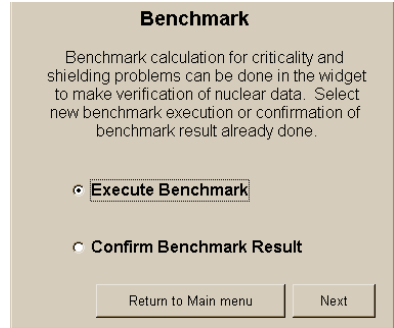 Benchmark
Benchmark calculation for criticality and
shielding problems can be done in the widget
to make verification of nuclear data. Select
new benchmark execution or confirmation of
benchmark result already done.
Execute Benchmark
Confirm Benchmark Result
Return to Main menu Next